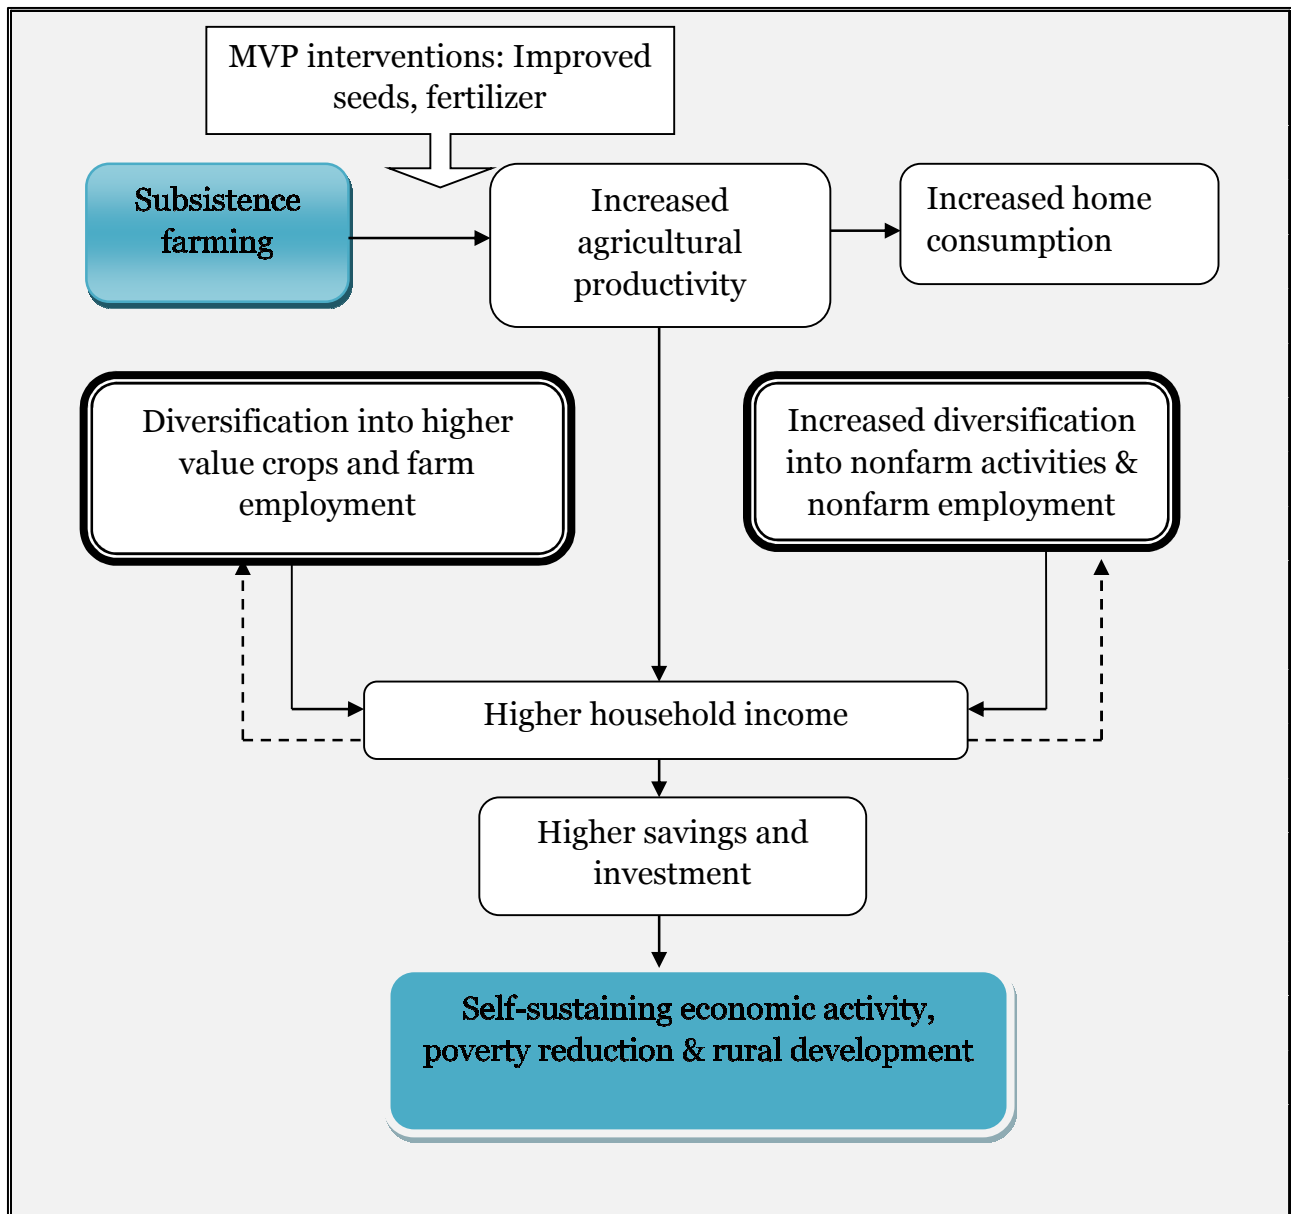 MVP interventions: Improved
seeds, fertilizer
Subsistence
farming
Increased
agricultural
productivity
Increased home
consumption
Diversification into higher
value crops and farm
employment
Increased diversification
into nonfarm activities &
nonfarm employment
Higher household income
Higher savings and
investment
Self-sustaining economic activity,
poverty reduction & rural development